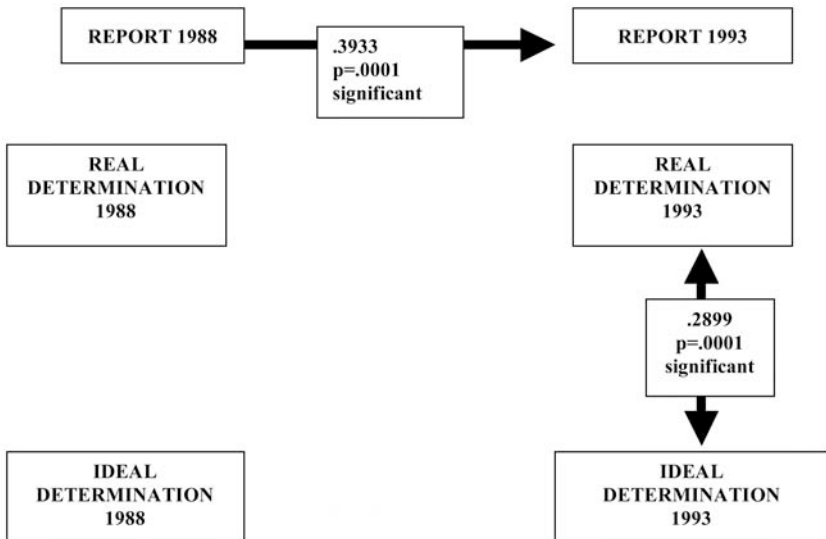 REPORT 1988
.3933
p=.0001
significant
REPORT 1993
REAL
DETERMINATION
1988
REAL
DETERMINATION
1993
.2899
p=.0001
significant
IDEAL
DETERMINATION
1988
IDEAL
DETERMINATION
1993